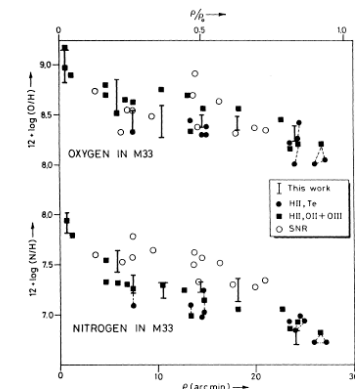 ρ/ρ₀
0 0.5 1.0
9,0
8,5
8,0
12 + log (O/H)
OXYGEN IN M33
This work
HII, Te
HII, OII + OIII
SNR
8,0
7.5
7.0
12 + log (N/H)
NITROGEN IN M33
0 10 20
ρ (arc min)